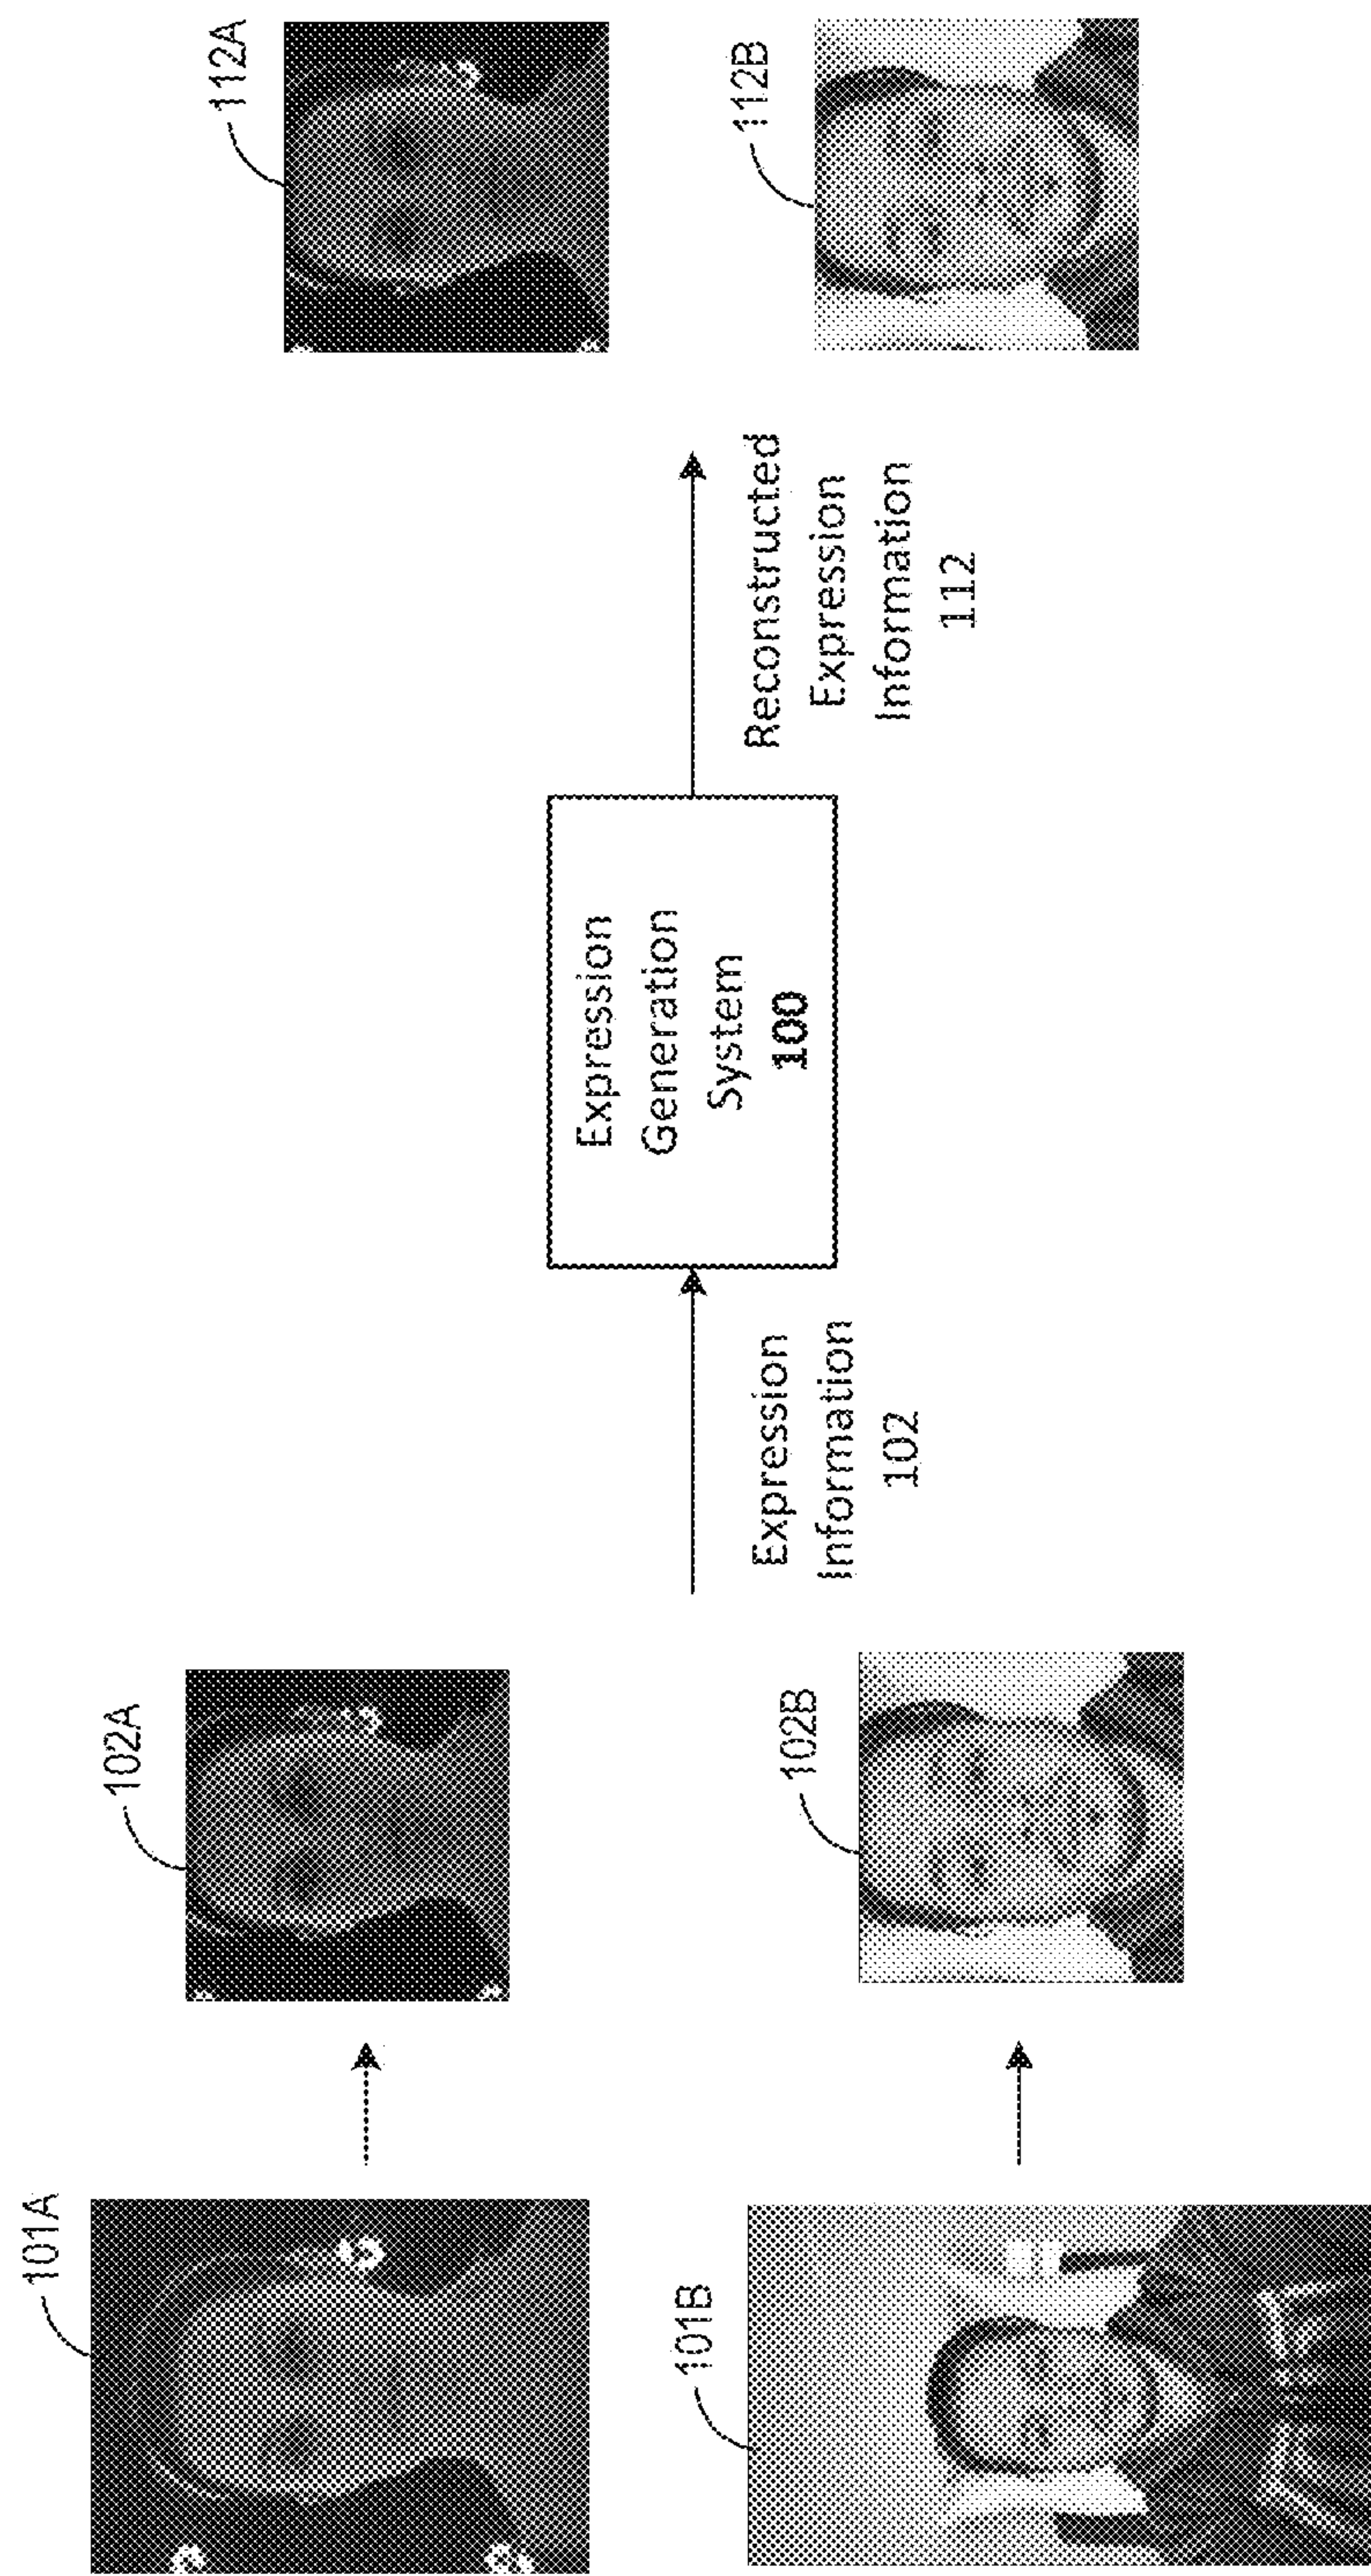 101A
102A
101B
102B
Expression
Information
102
Expression
Generation
System
100
Reconstructed
Expression
Information
112
112A
112B